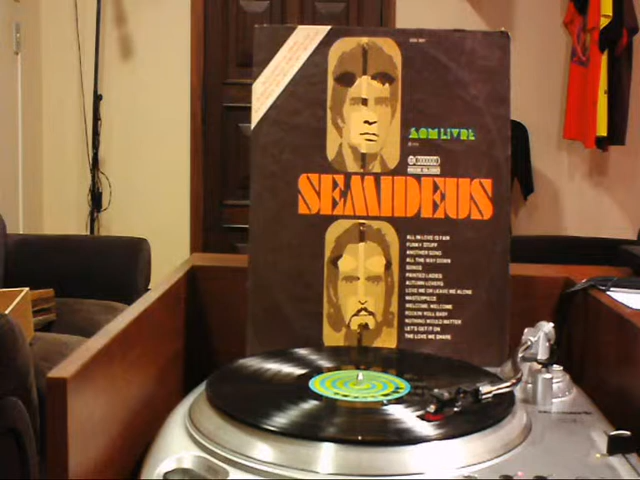 SOM LIVRE
SEMIDEUS
ALL IN LOVE IS FAIR
FUNKY STUFF
ANOTHER SONG
ALL THE WAY DOWN
SONGS
PAINTED LADIES
AUTUMN LEAVES
LOVE ME OR LEAVE ME ALONE
MASTERPIECE
WELCOME, WELCOME
ROCKIN ROLL BABY
NOTHING WOULD MATTER
LET'S GET IT ON
THE LOVE WE SHARE